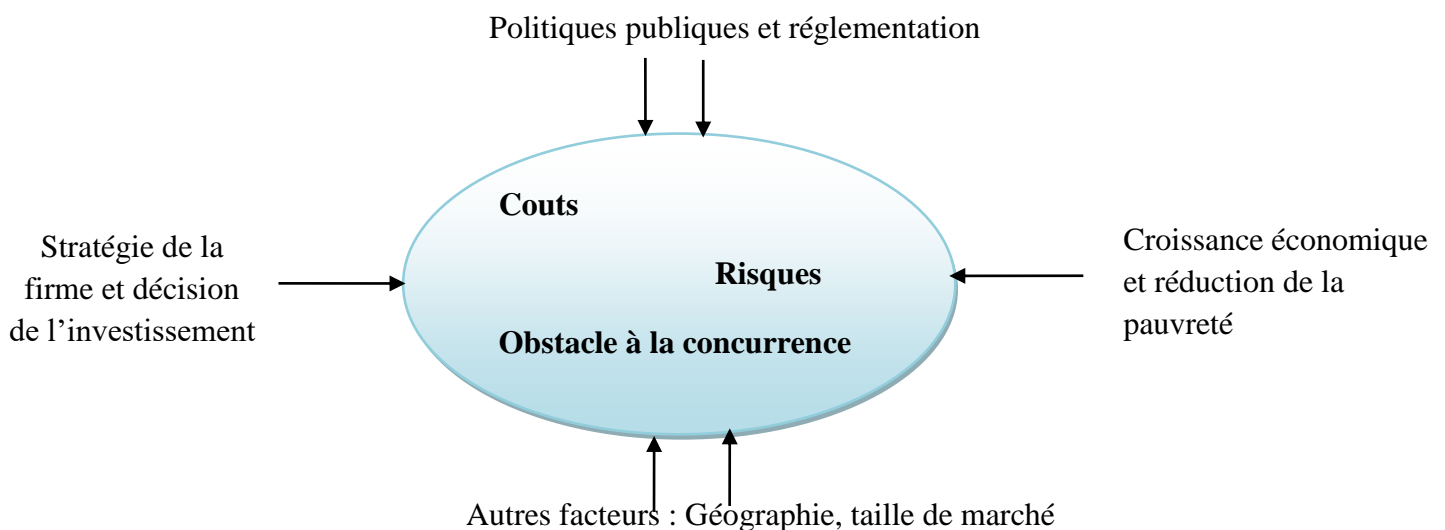 Politiques publiques et réglementation
Couts
Risques
Obstacle à la concurrence
Stratégie de la
firme et décision
de l’investissement
Croissance économique
et réduction de la
pauvreté
Autres facteurs : Géographie, taille de marché